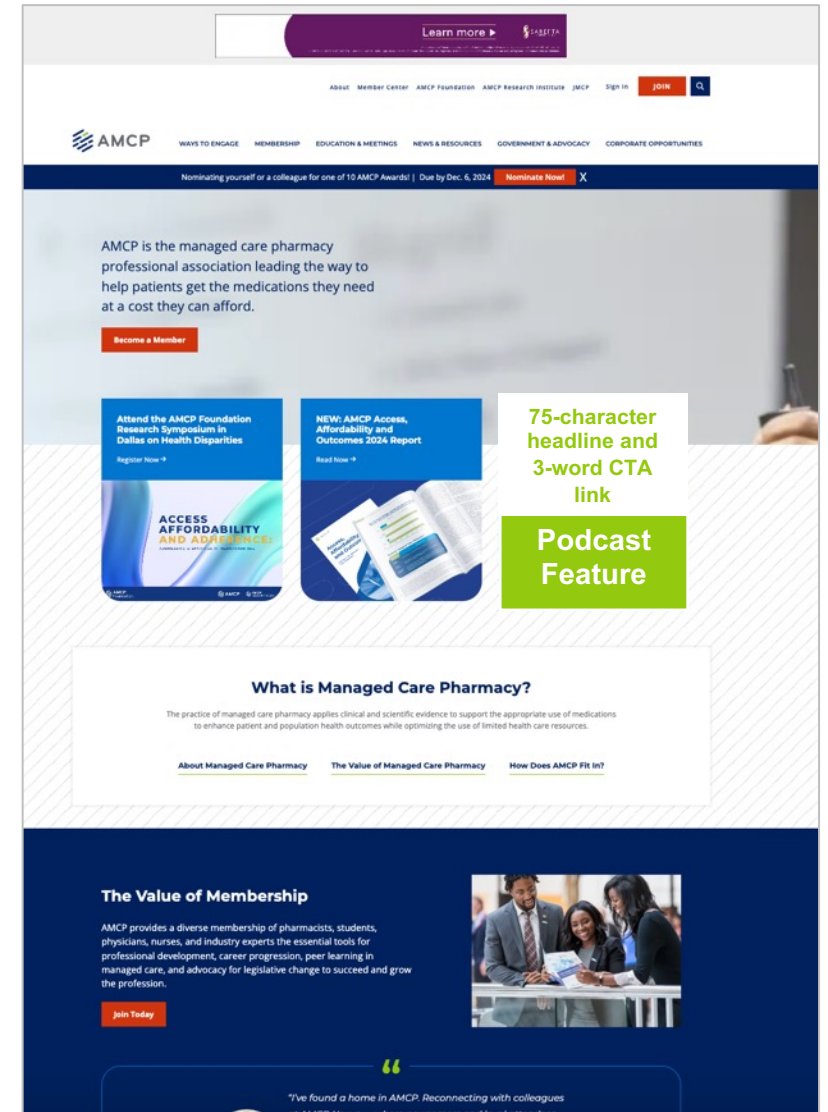 Learn more
SAREPTA
About Member Center AMCP Foundation AMCP Research Institute JMCP Sign In JOIN
AMCP
WAYS TO ENGAGE MEMBERSHIP EDUCATION & MEETINGS NEWS & RESOURCES GOVERNMENT & ADVOCACY CORPORATE OPPORTUNITIES
Nominating yourself or a colleague for one of 10 AMCP Awards! | Due by Dec. 6, 2024 Nominate Now! X
AMCP is the managed care pharmacy
professional association leading the way to
help patients get the medications they need
at a cost they can afford.
Become a Member
Attend the AMCP Foundation
Research Symposium in
Dallas on Health Disparities
Register Now →
ACCESS
AFFORDABILITY
AND ADHERENCE:
AMCP
NEW: AMCP Access,
Affordability and
Outcomes 2024 Report
Read Now →
Access,
Affordability
and Outcomes
75-character
headline and
3-word CTA
link
Podcast
Feature
What is Managed Care Pharmacy?
The practice of managed care pharmacy applies clinical and scientific evidence to support the appropriate use of medications
to enhance patient and population health outcomes while optimizing the use of limited health care resources.
About Managed Care Pharmacy The Value of Managed Care Pharmacy How Does AMCP Fit In?
The Value of Membership
AMCP provides a diverse membership of pharmacists, students,
physicians, nurses, and industry experts the essential tools for
professional development, career progression, peer learning in
managed care, and advocacy for legislative change to succeed and grow
the profession.
Join Today
"I've found a home in AMCP. Reconnecting with colleagues